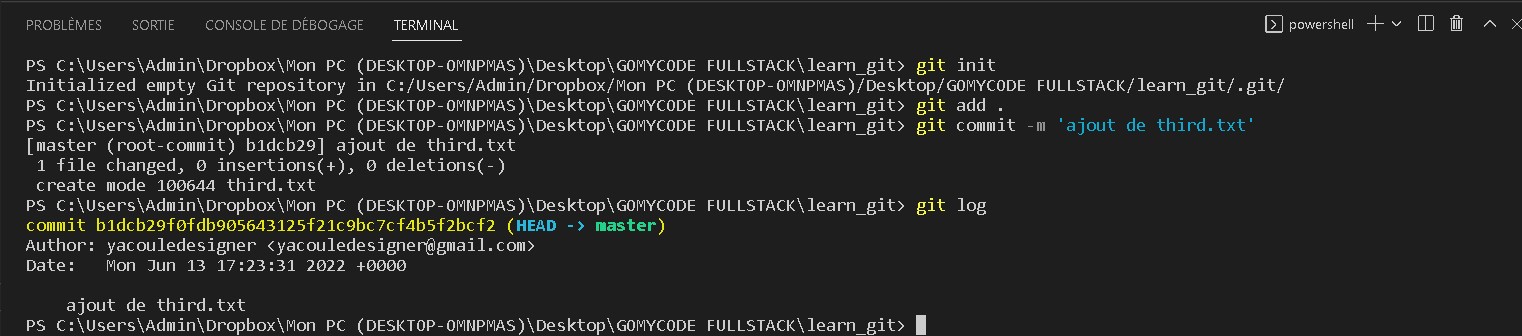 PROBLÈMES SORTIE CONSOLE DE DÉBOGAGE TERMINAL powershell
PS C:\Users\Admin\Dropbox\Mon PC (DESKTOP-OMNPMAS)\Desktop\GOMYCODE FULLSTACK\learn_git> git init
Initialized empty Git repository in C:/Users/Admin/Dropbox/Mon PC (DESKTOP-OMNPMAS)/Desktop/GOMYCODE FULLSTACK/learn_git/.git/
PS C:\Users\Admin\Dropbox\Mon PC (DESKTOP-OMNPMAS)\Desktop\GOMYCODE FULLSTACK\learn_git> git add .
PS C:\Users\Admin\Dropbox\Mon PC (DESKTOP-OMNPMAS)\Desktop\GOMYCODE FULLSTACK\learn_git> git commit -m 'ajout de third.txt'
[master (root-commit) b1dcb29] ajout de third.txt
 1 file changed, 0 insertions(+), 0 deletions(-)
 create mode 100644 third.txt
PS C:\Users\Admin\Dropbox\Mon PC (DESKTOP-OMNPMAS)\Desktop\GOMYCODE FULLSTACK\learn_git> git log
commit b1dcb29f0fdb905643125f21c9bc7cf4b5f2bcf2 (HEAD -> master)
Author: yacouledesigner <yacouledesigner@gmail.com>
Date:   Mon Jun 13 17:23:31 2022 +0000
    ajout de third.txt
PS C:\Users\Admin\Dropbox\Mon PC (DESKTOP-OMNPMAS)\Desktop\GOMYCODE FULLSTACK\learn_git>